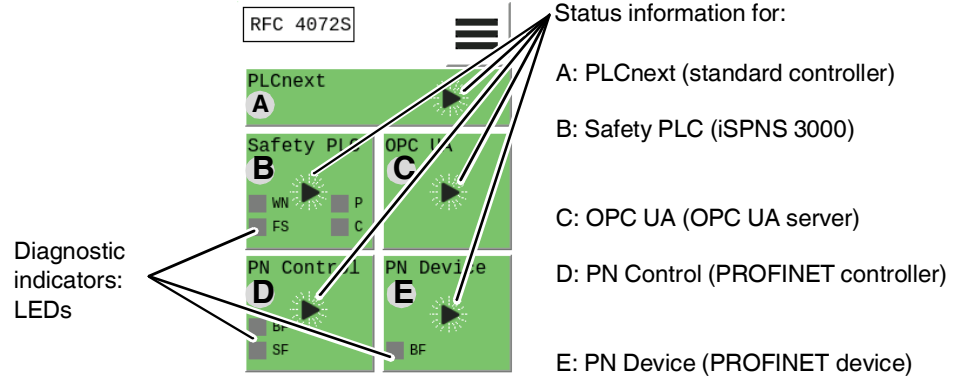 RFC 4072S
Status information for:
PLCnext
A
A: PLCnext (standard controller)
Safety PLC
B
WN
P
FS
C
OPC UA
C
B: Safety PLC (iSPNS 3000)
C: OPC UA (OPC UA server)
Diagnostic
indicators:
LEDs
PN Control
D
BF
SF
PN Device
E
BF
D: PN Control (PROFINET controller)
E: PN Device (PROFINET device)